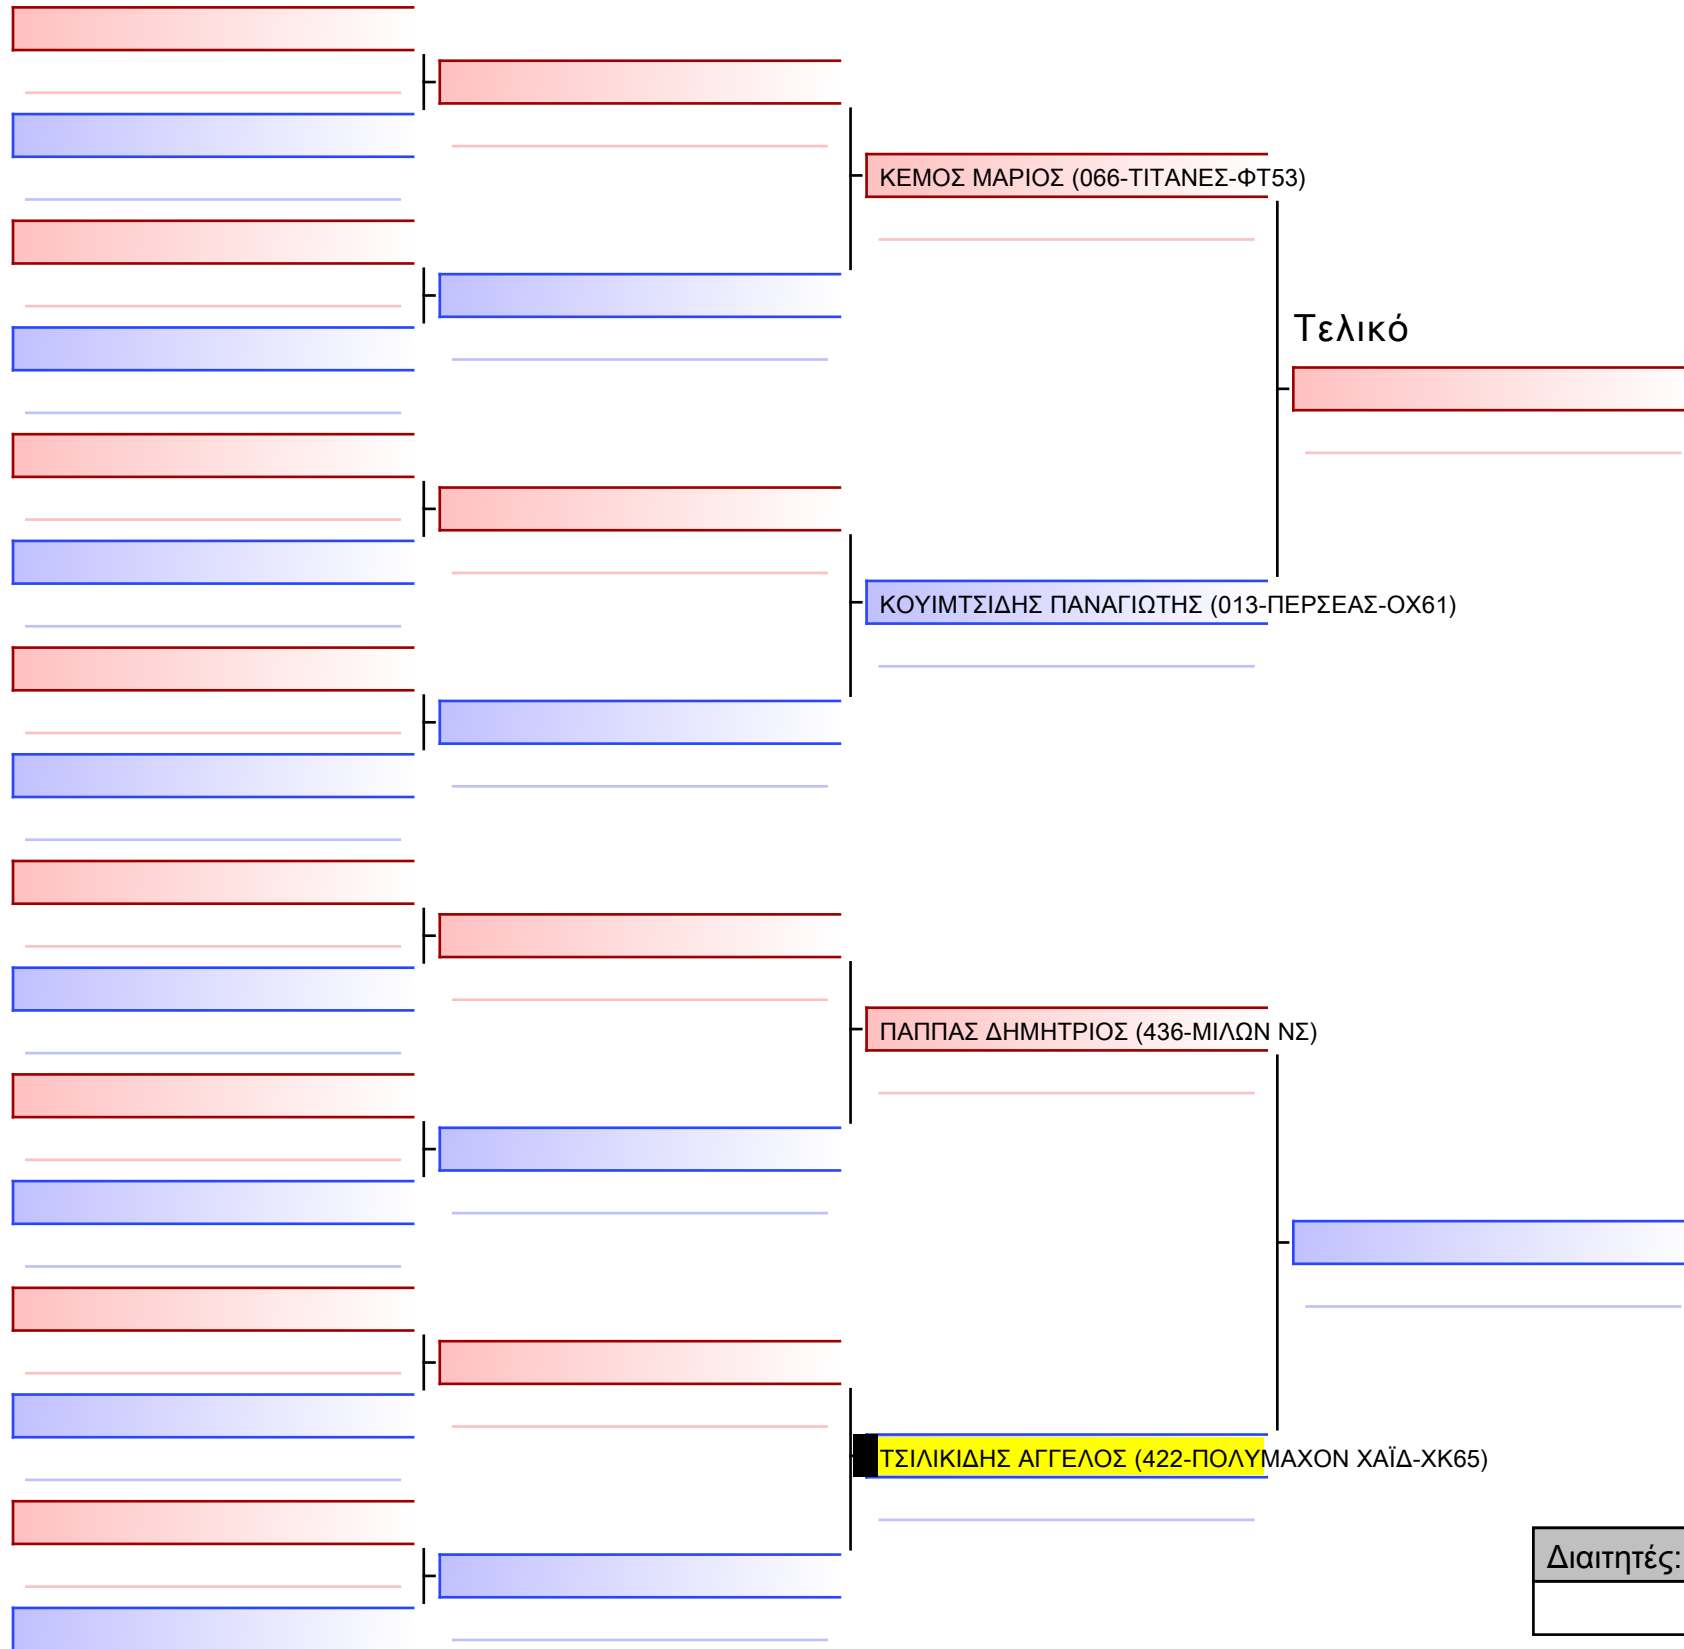 ΚΕΜΟΣ ΜΑΡΙΟΣ (066-ΤΙΤΑΝΕΣ-ΦΤ53)
Τελικό
ΚΟΥΙΜΤΣΙΔΗΣ ΠΑΝΑΓΙΩΤΗΣ (013-ΠΕΡΣΕΑΣ-ΟΧ61)
ΠΑΠΠΑΣ ΔΗΜΗΤΡΙΟΣ (436-ΜΙΛΩΝ ΝΣ)
ΤΣΙΛΙΚΙΔΗΣ ΑΓΓΕΛΟΣ (422-ΠΟΛΥΜΑΧΟΝ ΧΑΪΔ-ΧΚ65)
Διαιτητές: